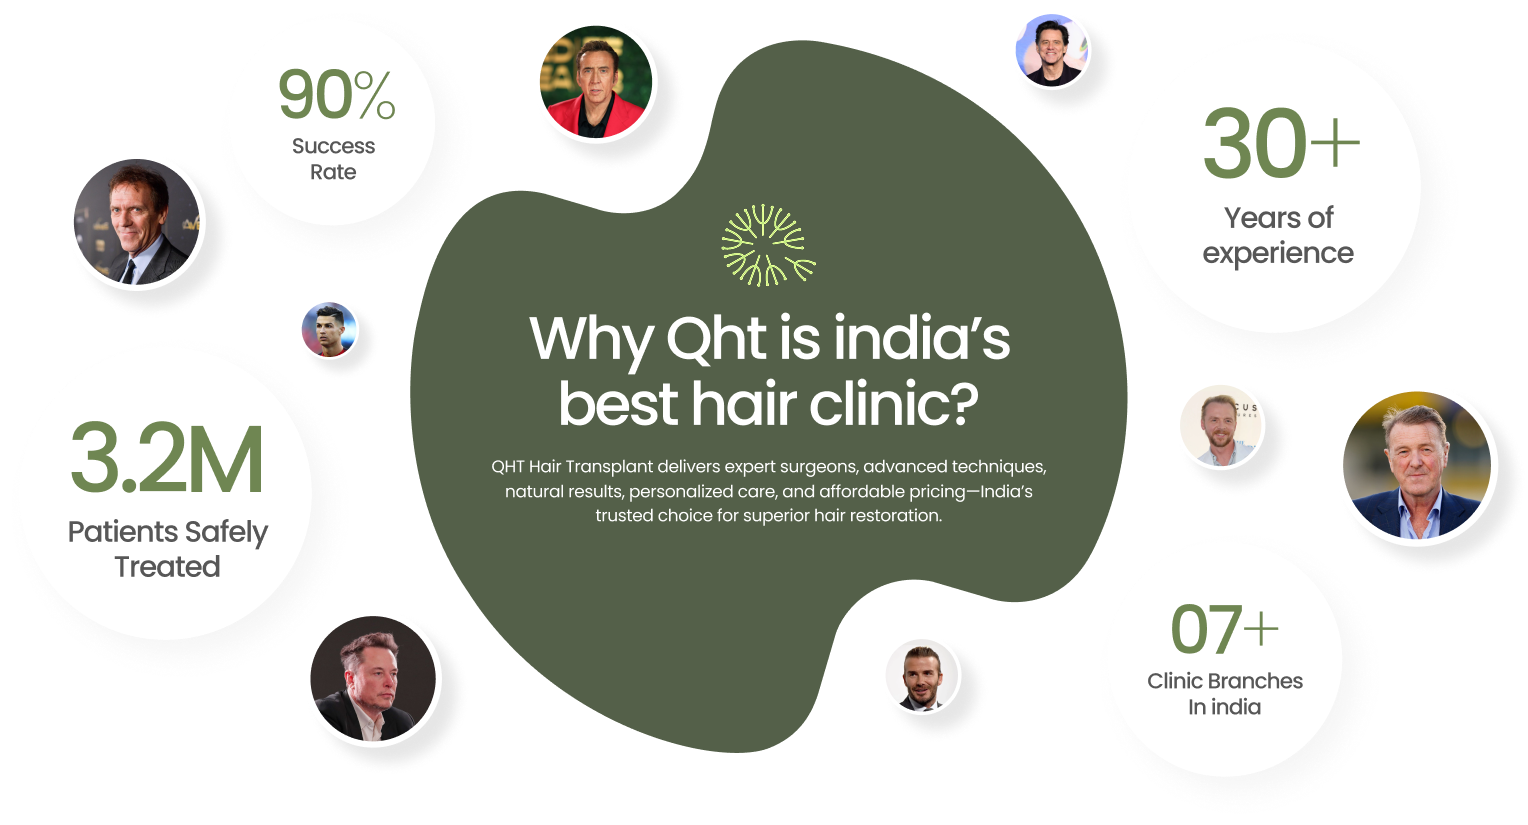 90%
Success
Rate
30+
Years of
experience
Why Qht is india’s
best hair clinic?
QHT Hair Transplant delivers expert surgeons, advanced techniques,
natural results, personalized care, and affordable pricing—India’s
trusted choice for superior hair restoration.
3.2M
Patients Safely
Treated
07+
Clinic Branches
In india